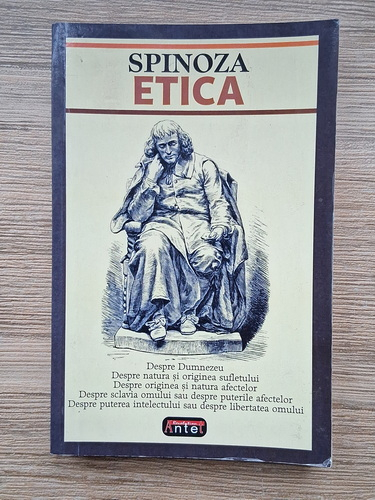 SPINOZA
ETICA
Despre Dumnezeu
Despre natura și originea sufletului
Despre originea și natura afectelor
Despre sclavia omului sau despre puterile afectelor
Despre puterea intelectului sau despre libertatea omului
Antet